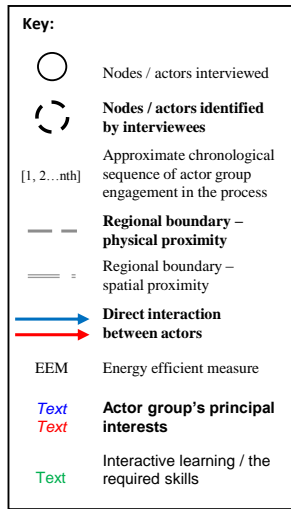 Key:
Nodes / actors interviewed
Nodes / actors identified
by interviewees
Approximate chronological
[1, 2…nth] sequence of actor group
engagement in the process
Regional boundary –
physical proximity
Regional boundary –
spatial proximity
Direct interaction
between actors
EEM Energy efficient measure
Text Actor group's principal
Text interests
Interactive learning / the
Text required skills